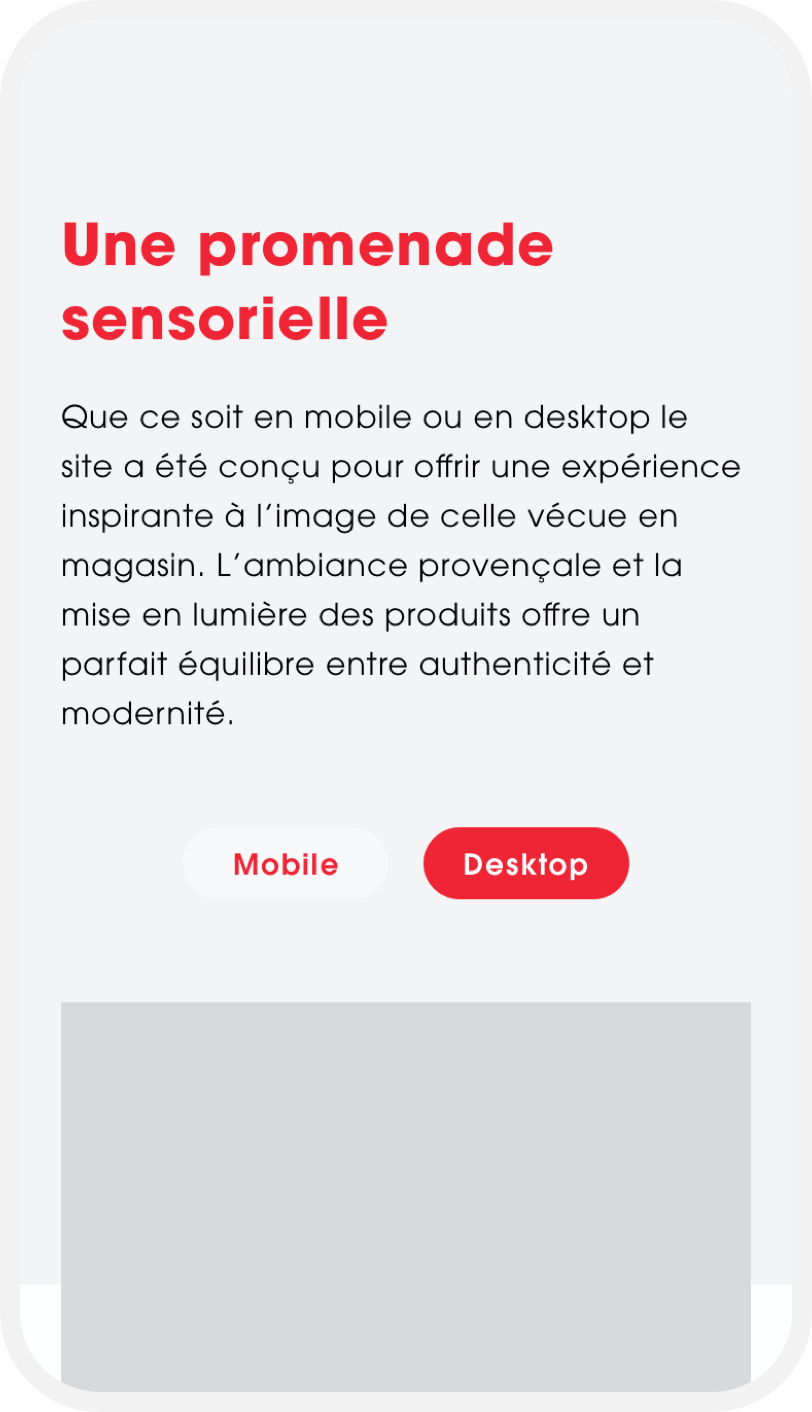 Une promenade
sensorielle
Que ce soit en mobile ou en desktop le
site a été conçu pour offrir une expérience
inspirante à l’image de celle vécue en
magasin. L’ambiance provençale et la
mise en lumière des produits offre un
parfait équilibre entre authenticité et
modernité.
Mobile Desktop